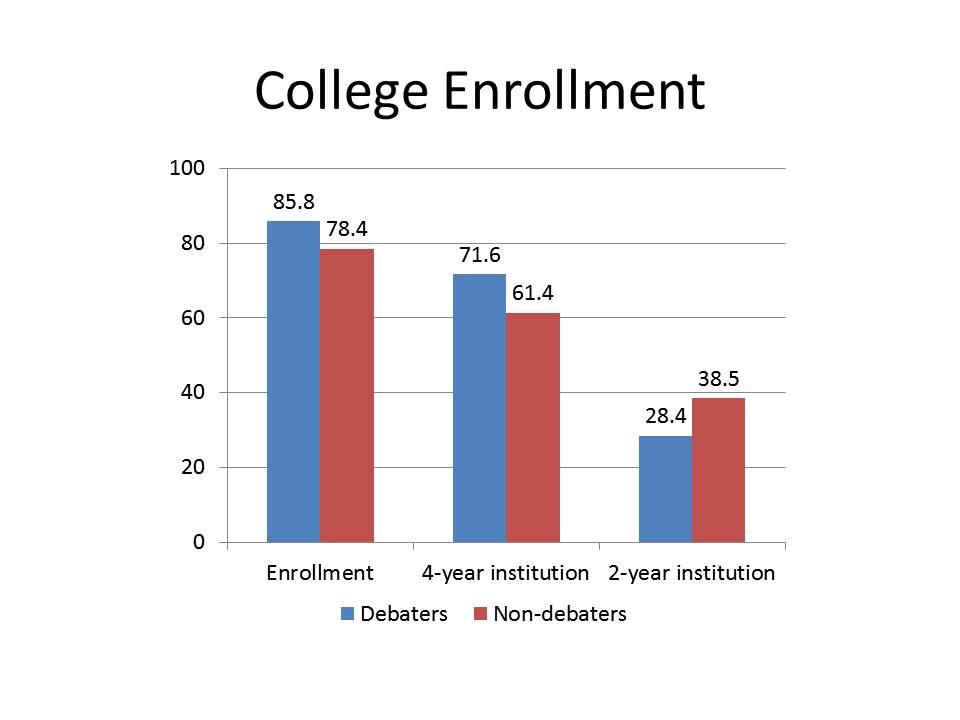 College Enrollment
100
80
60
40
20
0
85.8
78.4
71.6
61.4
28.4
38.5
Enrollment
4-year institution
2-year institution
Debaters
Non-debaters